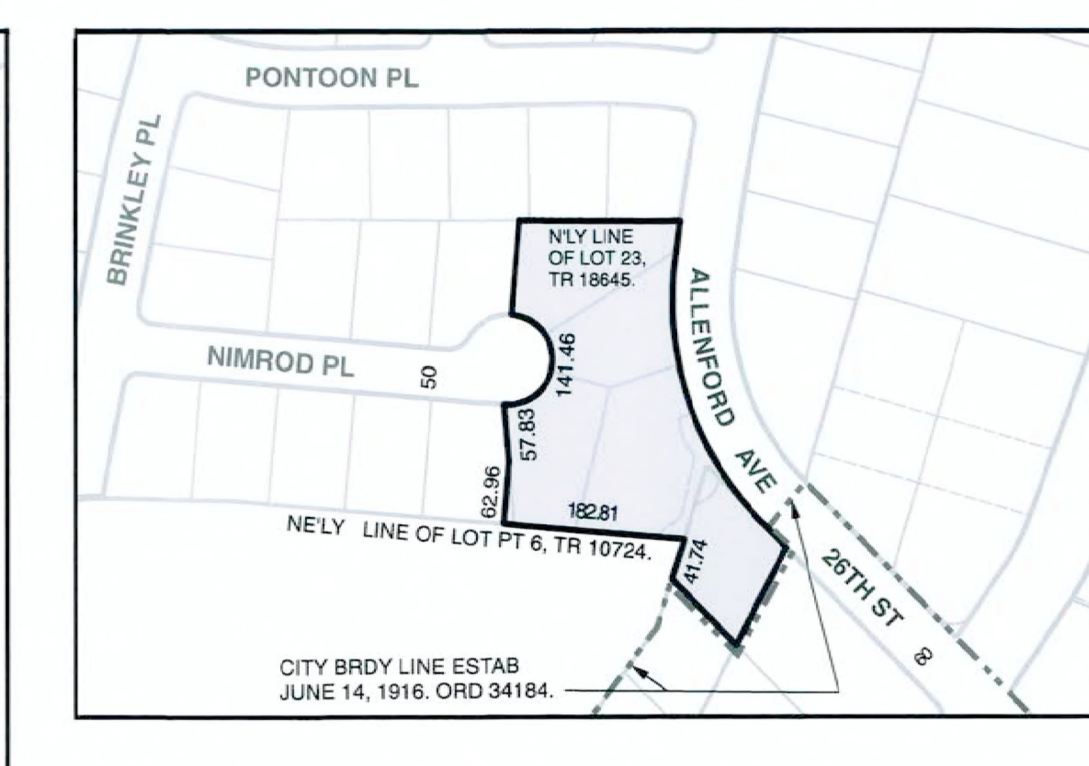 PONTOON PL
BRINKLEY PL
N'LY LINE
OF LOT 23,
TR 18645.
ALLENFORD AVE
NIMROD PL
50
141.46
57.83
62.96
182.81
NE'LY LINE OF LOT PT 6, TR 10724.
41.74
26TH ST
80
CITY BRDY LINE ESTAB
JUNE 14, 1916. ORD 34184.